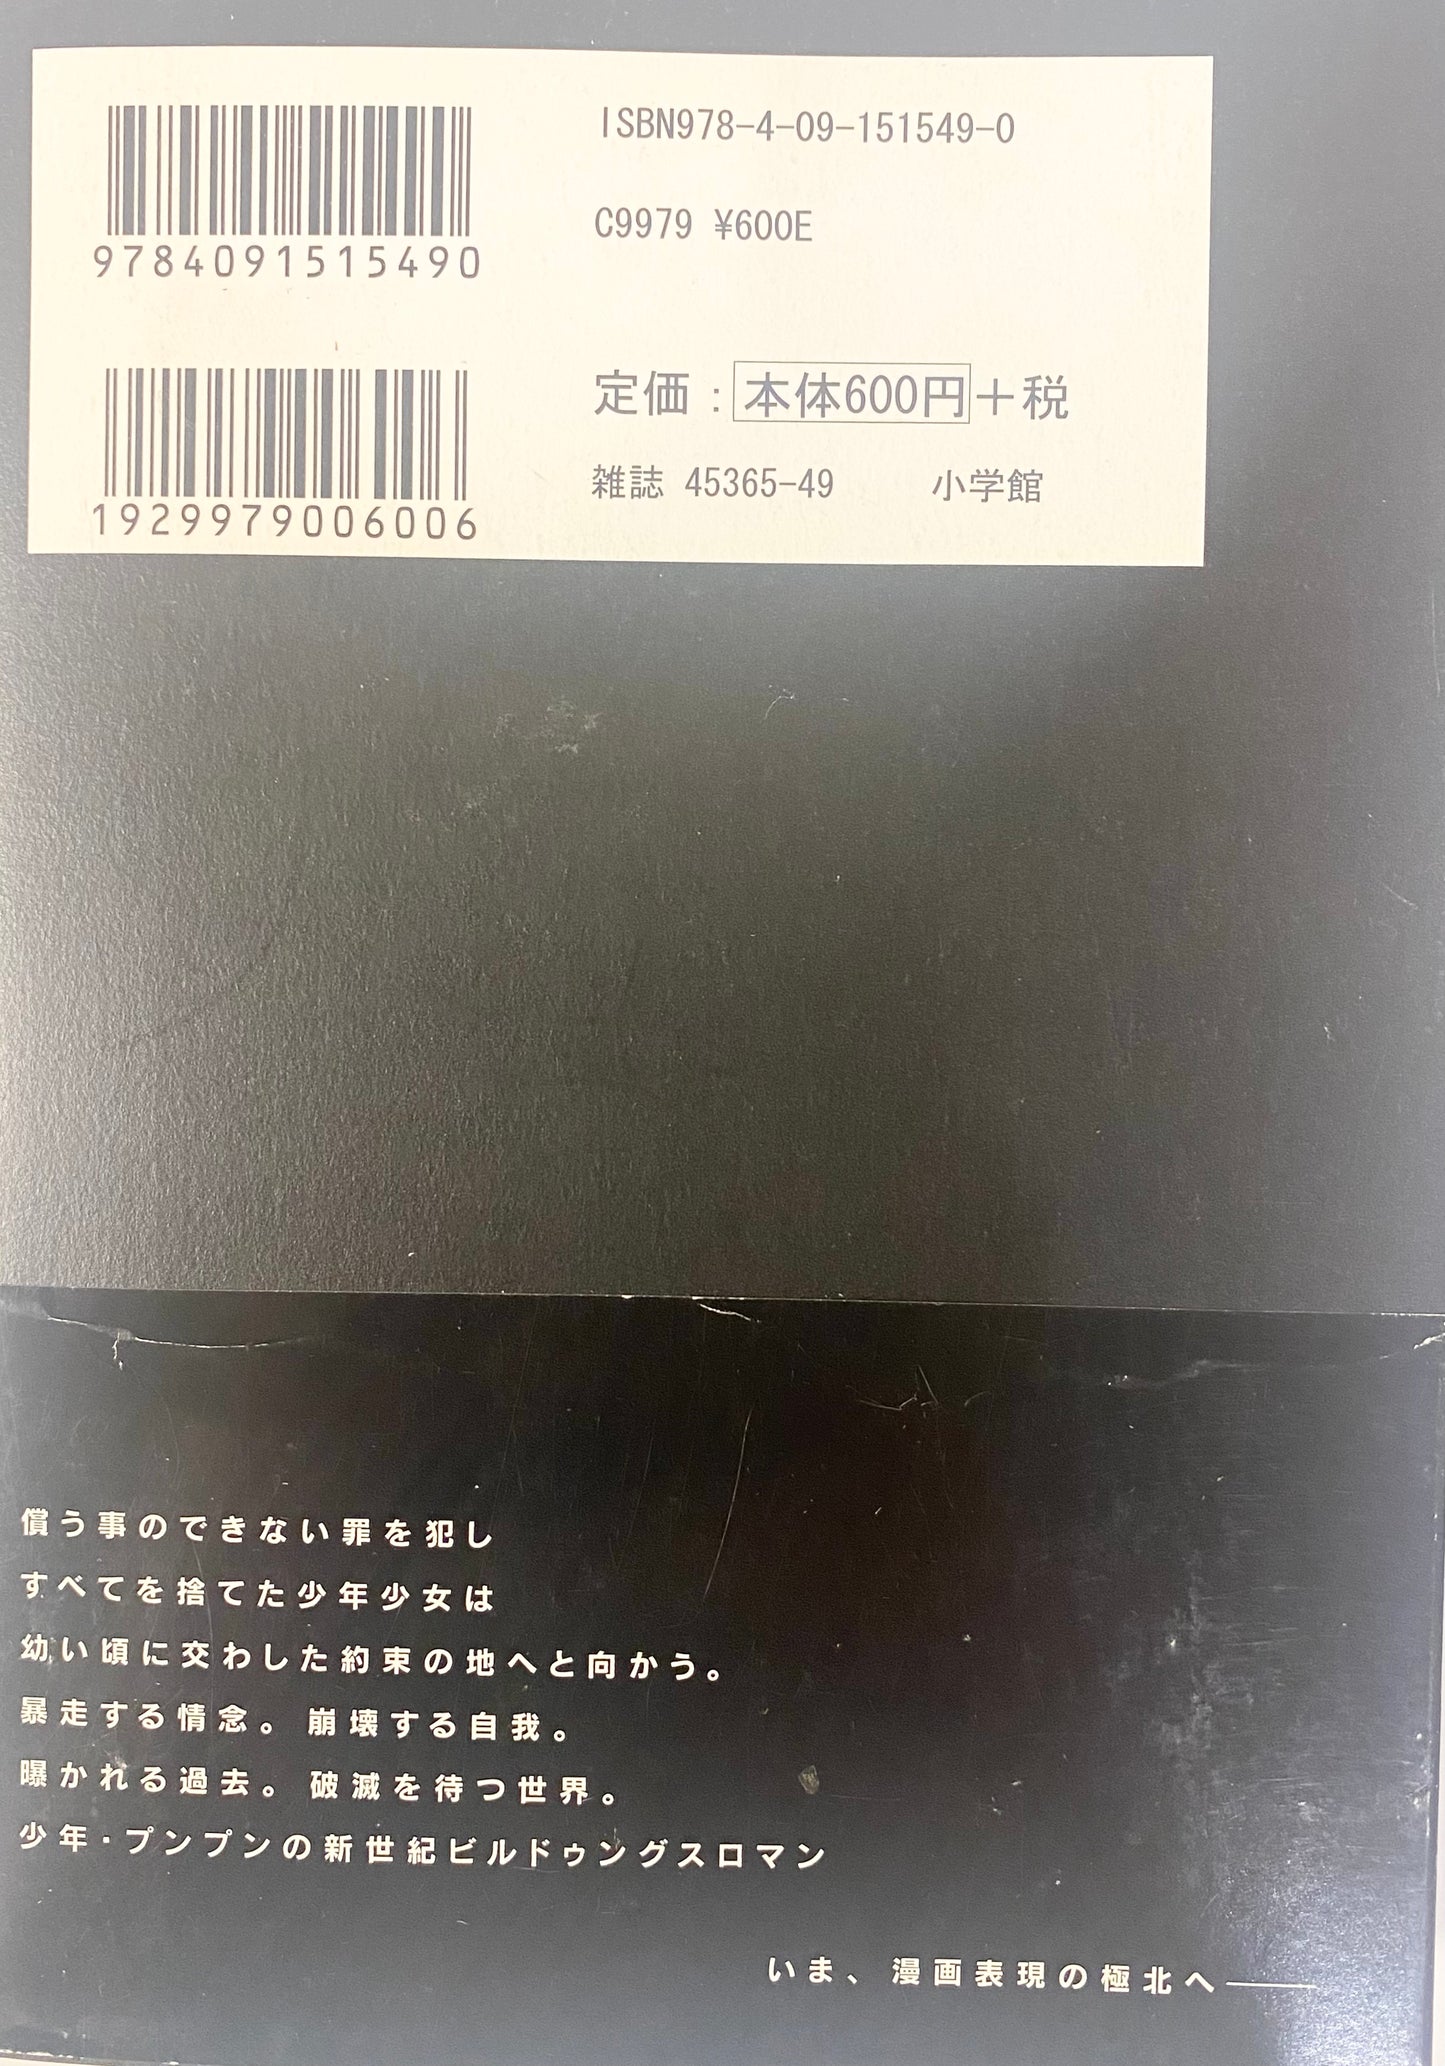 9784091515490
ISBN978-4-09-151549-0
C9979 ¥600E
1929979006006
定価：本体600円＋税
雑誌 45365-49 小学館
償う事のできない罪を犯し
すべてを捨てた少年少女は
幼い頃に交わした約束の地へと向かう。
暴走する情念。崩壊する自我。
曝かれる過去。破滅を待つ世界。
少年・プンプンの新世紀ビルドゥングスロマン
いま、漫画表現の極北へ――